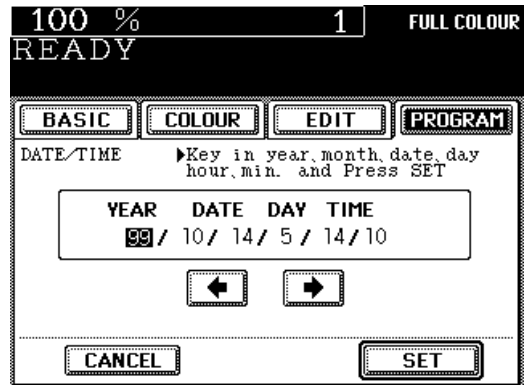 100 % 1 FULL COLOUR
READY
BASIC COLOUR EDIT PROGRAM
DATE/TIME ▶Key in year,month,date,day
hour,min. and Press SET
YEAR DATE DAY TIME
99/ 10/ 14/ 5 / 14/10
CANCEL SET